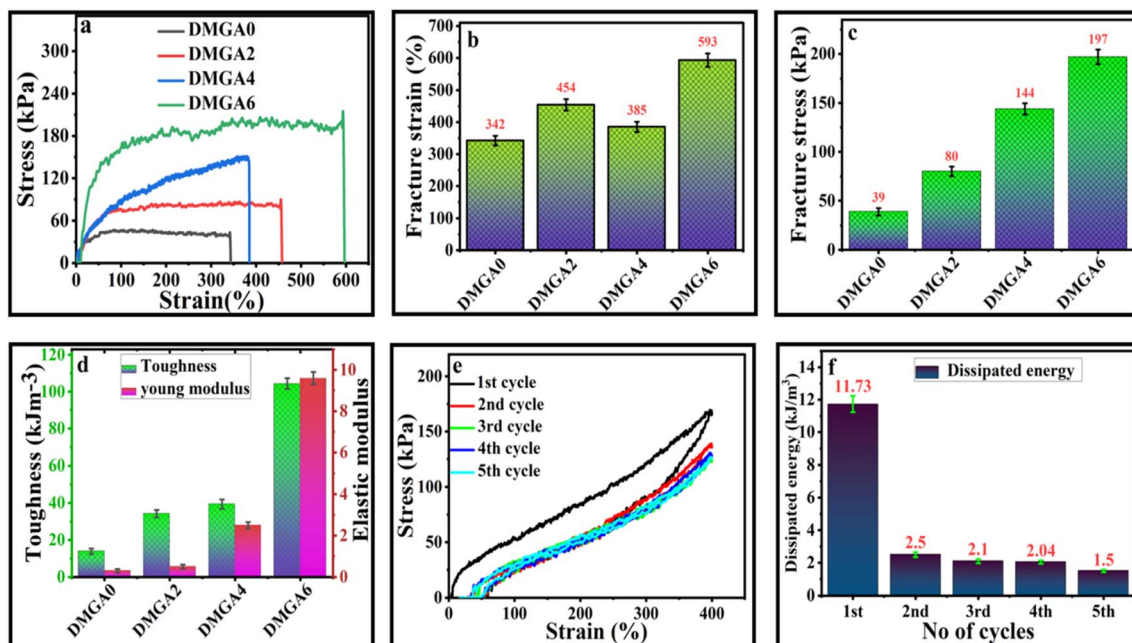 a
DMGA0
DMGA2
DMGA4
DMGA6
Stress (kPa)
300
240
180
120
60
0
0 100 200 300 400 500 600
Strain(%)
b
Fracture strain (%)
700
600
500
400
300
200
100
0
342
454
385
593
DMGA0 DMGA2 DMGA4 DMGA6
c
Fracture stress (kPa)
200
150
100
50
0
39
80
144
197
DMGA0 DMGA2 DMGA4 DMGA6
d
Toughness
young modulus
Toughness (kJm-3)
120
100
80
60
40
20
0
Elastic modulus
10
8
6
4
2
0
DMGA0 DMGA2 DMGA4 DMGA6
e
1st cycle
2nd cycle
3rd cycle
4th cycle
5th cycle
Stress (kPa)
200
150
100
50
0
0 100 200 300 400
Strain (%)
f
Dissipated energy
Dissipated energy (kJ/m³)
14
12
10
8
6
4
2
0
11.73
2.5
2.1
2.04
1.5
1st 2nd 3rd 4th 5th
No of cycles